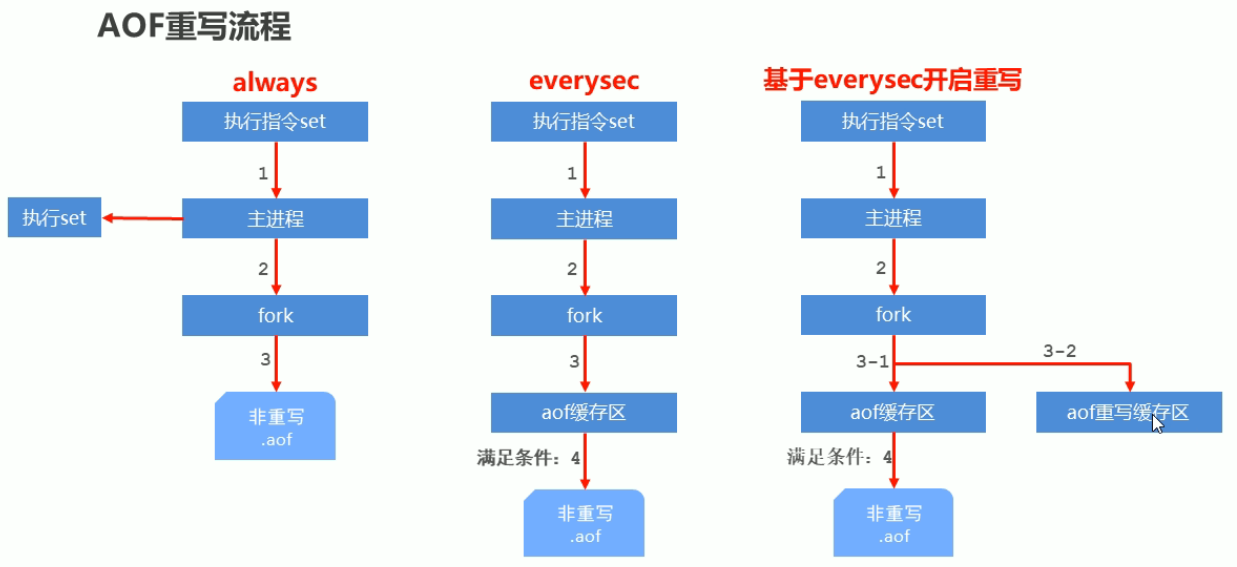 AOF重写流程
always
执行指令set
1
执行set
主进程
2
fork
3
非重写
.aof
everysec
执行指令set
1
主进程
2
fork
3
aof缓存区
满足条件：4
非重写
.aof
基于everysec开启重写
执行指令set
1
主进程
2
fork
3-1
3-2
aof缓存区
aof重写缓存区
满足条件：4
非重写
.aof